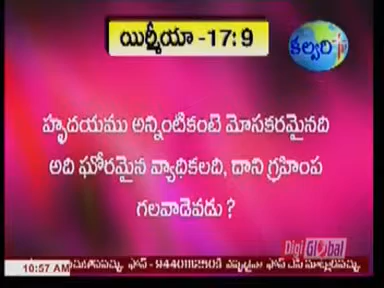 యిర్మీయా -17:9
కల్వరి
హృదయము అన్నింటికంటె మోసకరమైనది
అది ఘోరమైన వ్యాధికలది, దాని గ్రహింప
గలవాడెవడు ?
Digi Global
10:57 AM